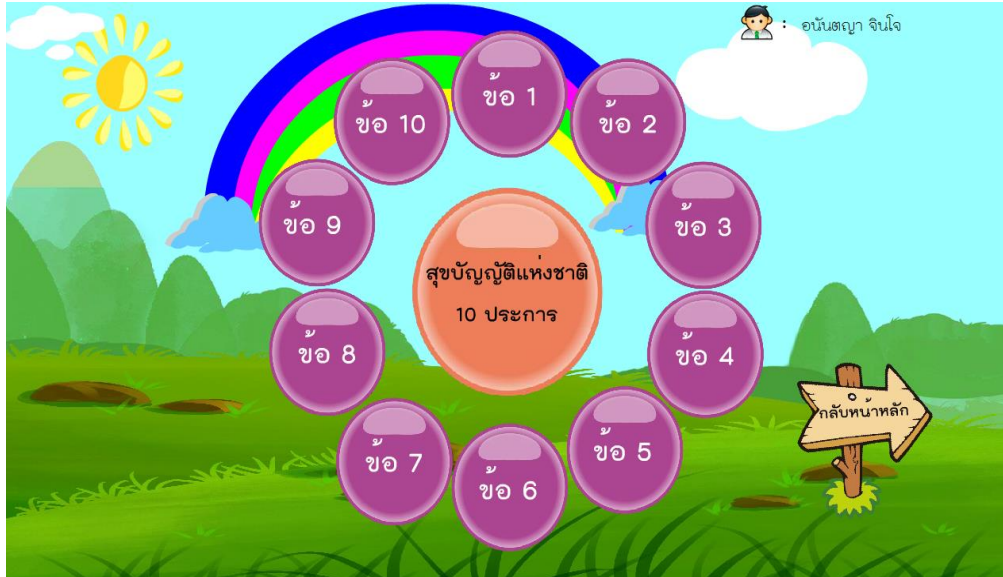 : อนันตญา จินโจ
ข้อ 1
ข้อ 2
ข้อ 3
ข้อ 4
ข้อ 5
ข้อ 6
ข้อ 7
ข้อ 8
ข้อ 9
ข้อ 10
สุขบัญญัติแห่งชาติ
10 ประการ
กลับหน้าหลัก